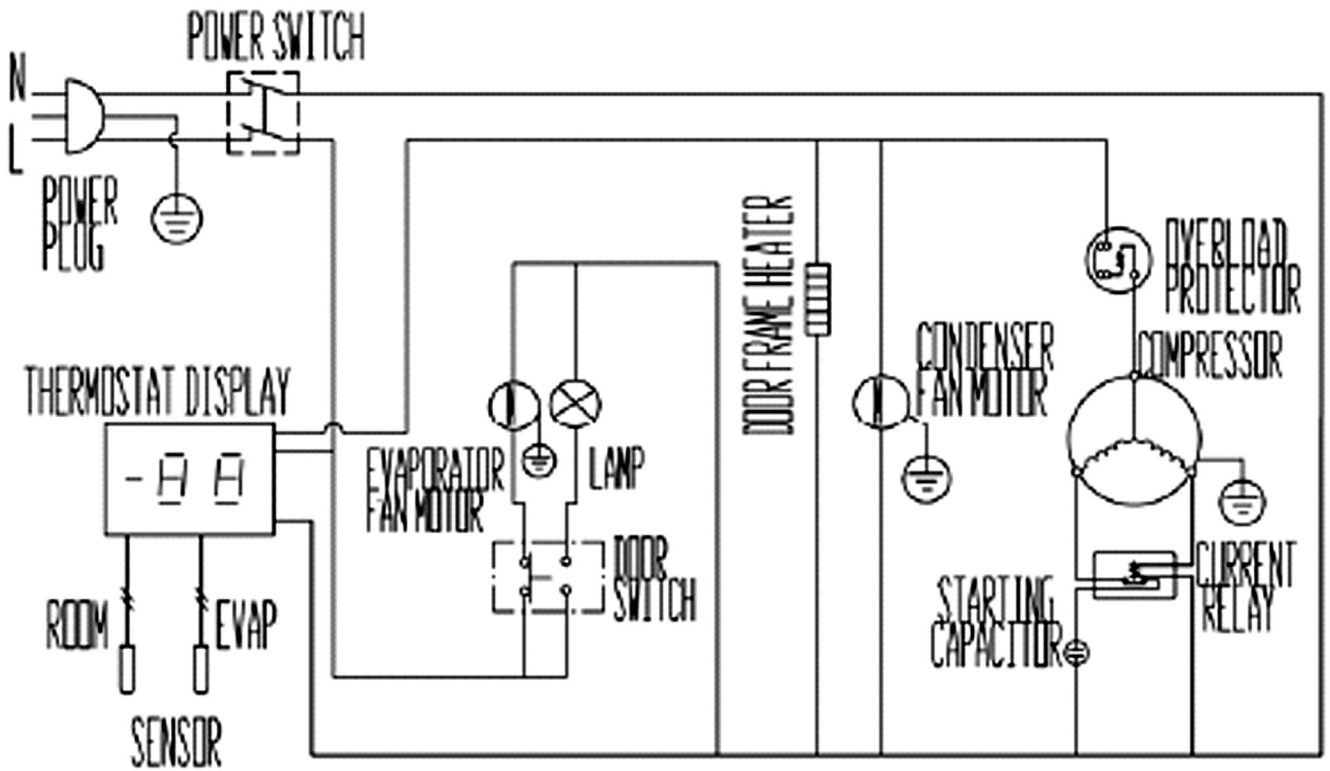 POWER SWITCH
N
L
POWER
PLUG
OVERLOAD
PROTECTOR
DOOR FRAME HEATER
CONDENSER
FAN MOTOR
COMPRESSOR
THERMOSTAT DISPLAY
-88
EVAPORATOR
FAN MOTOR
LAMP
DOOR
SWITCH
CURRENT
RELAY
STARTING
CAPACITOR
ROOM
EVAP
SENSOR